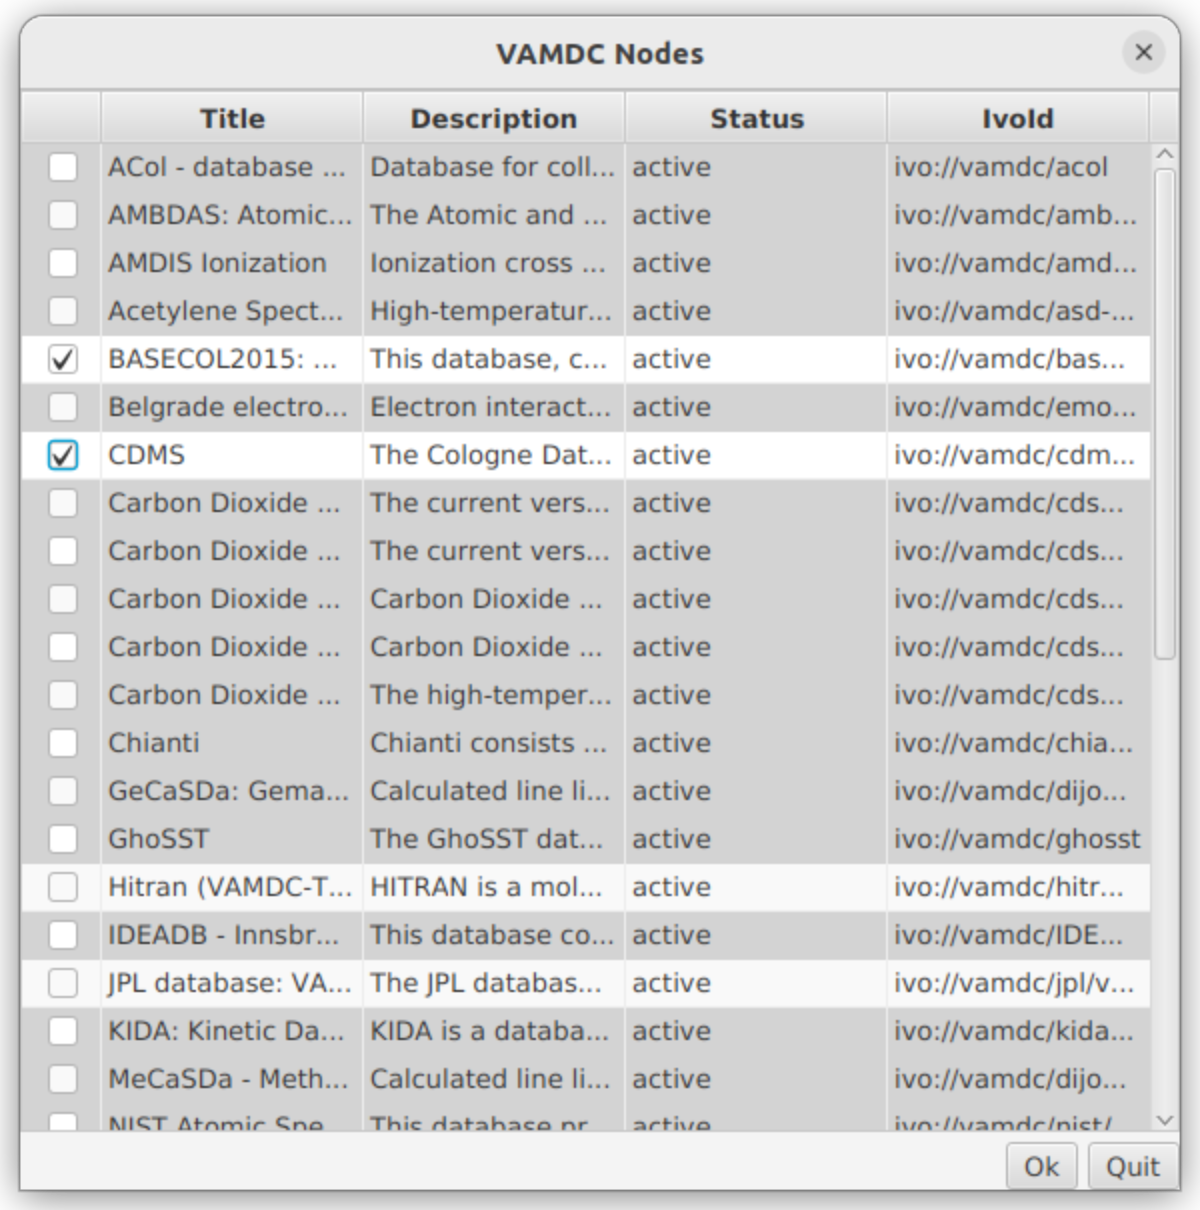 VAMDC Nodes
Title Description Status IvoId
ACol - database ... Database for coll... active ivo://vamdc/acol
AMBDAS: Atomic... The Atomic and ... active ivo://vamdc/amb...
AMDIS Ionization Ionization cross ... active ivo://vamdc/amd...
Acetylene Spect... High-temperatur... active ivo://vamdc/asd-...
BASECOL2015: ... This database, c... active ivo://vamdc/bas...
Belgrade electro... Electron interact... active ivo://vamdc/emo...
CDMS The Cologne Dat... active ivo://vamdc/cdm...
Carbon Dioxide ... The current vers... active ivo://vamdc/cds...
Carbon Dioxide ... The current vers... active ivo://vamdc/cds...
Carbon Dioxide ... Carbon Dioxide ... active ivo://vamdc/cds...
Carbon Dioxide ... Carbon Dioxide ... active ivo://vamdc/cds...
Carbon Dioxide ... The high-temper... active ivo://vamdc/cds...
Chianti Chianti consists ... active ivo://vamdc/chia...
GeCaSDa: Gema... Calculated line li... active ivo://vamdc/dijo...
GhoSST The GhoSST dat... active ivo://vamdc/ghosst
Hitran (VAMDC-T... HITRAN is a mol... active ivo://vamdc/hitr...
IDEADB - Innsbr... This database co... active ivo://vamdc/IDE...
JPL database: VA... The JPL databas... active ivo://vamdc/jpl/v...
KIDA: Kinetic Da... KIDA is a databa... active ivo://vamdc/kida...
MeCaSDa - Meth... Calculated line li... active ivo://vamdc/dijo...
NIST Atomic Spe... This database pr... active ivo://vamdc/nist/...
Ok Quit